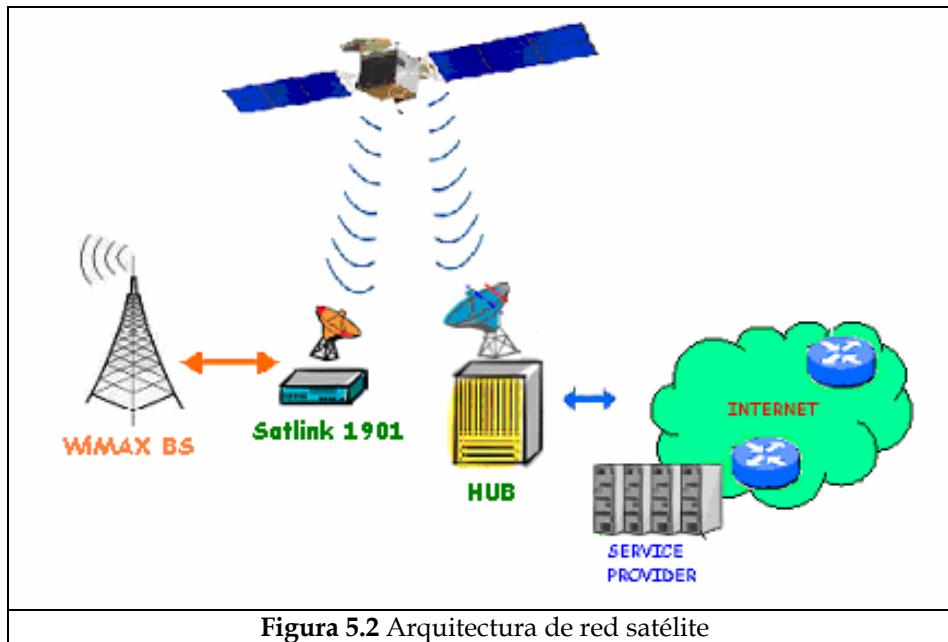 WiMAX BS
Satlink 1901
HUB
INTERNET
SERVICE
PROVIDER
Figura 5.2 Arquitectura de red satélite